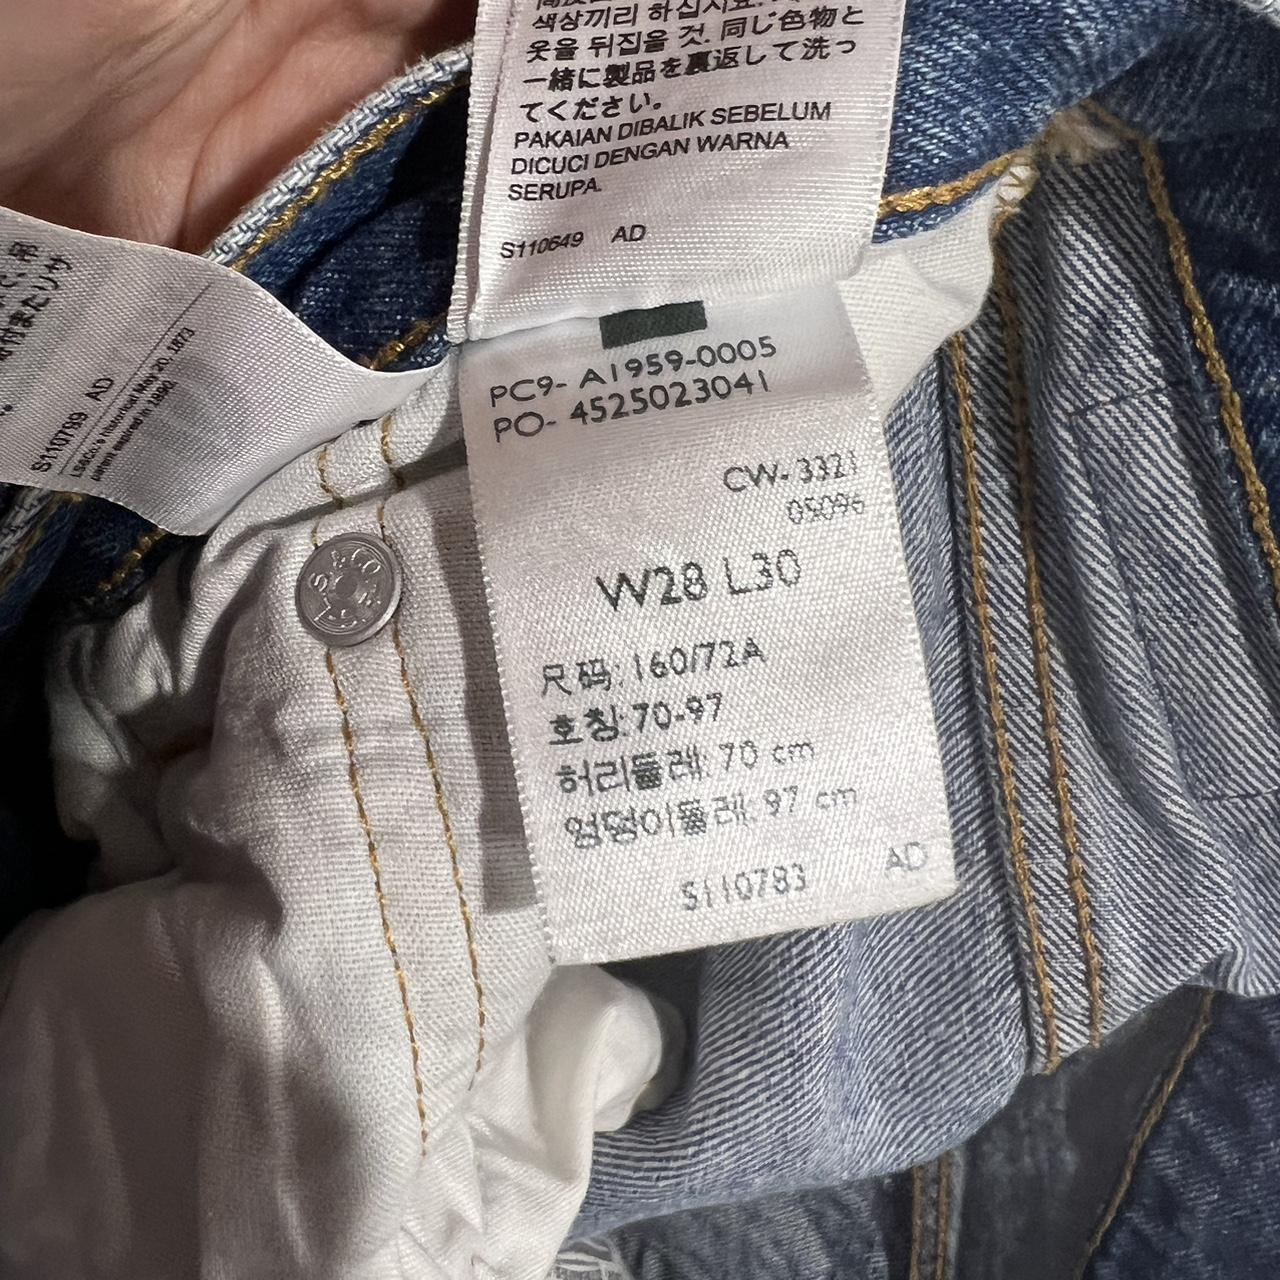 색상끼리 하십시요.
옷을 뒤집을 것. 同じ色物と
一緒に製品を裏返して洗っ
てください。
PAKAIAN DIBALIK SEBELUM
DICUCI DENGAN WARNA
SERUPA.
S110649 AD
S110799 AD
PC9- A1959-0005
PO- 4525023041
CW- 3321
05096
W28 L30
尺码: 160/72A
호칭: 70-97
허리둘레: 70 cm
엉덩이둘레: 97 cm
S110783 AD